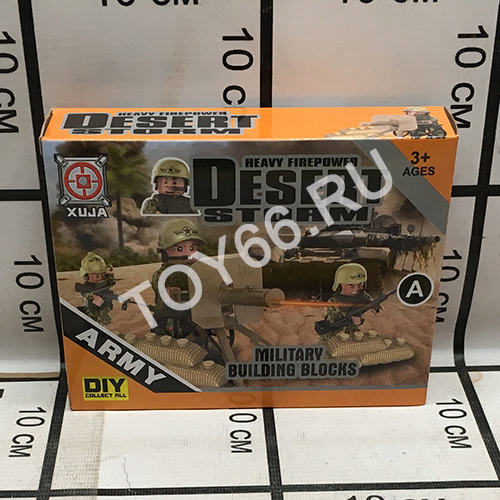 10 CM
10 CM
10 CM
10 CM
10 CM
HEAVY FIREPOWER
DESERT
STORM
XUJA
HEAVY FIREPOWER
DESERT
STORM
3+
AGES
A
TOY66.RU
10 CM
10 CM
ARMY
MILITARY
BUILDING BLOCKS
DIY
COLLECT ALL
10 CM
10 CM
10 CM
10 CM